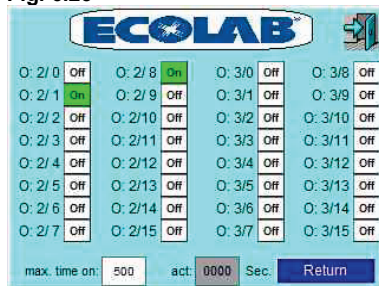 ECOLAB
O: 2/ 0 Off O: 2/ 8 On O: 3/0 Off O: 3/8 Off
O: 2/ 1 On O: 2/ 9 Off O: 3/1 Off O: 3/9 Off
O: 2/ 2 Off O: 2/10 Off O: 3/2 Off O: 3/10 Off
O: 2/ 3 Off O: 2/11 Off O: 3/3 Off O: 3/11 Off
O: 2/ 4 Off O: 2/12 Off O: 3/4 Off O: 3/12 Off
O: 2/ 5 Off O: 2/13 Off O: 3/5 Off O: 3/13 Off
O: 2/ 6 Off O: 2/14 Off O: 3/6 Off O: 3/14 Off
O: 2/ 7 Off O: 2/15 Off O: 3/7 Off O: 3/15 Off
max. time on: 500 act: 0000 Sec. Return